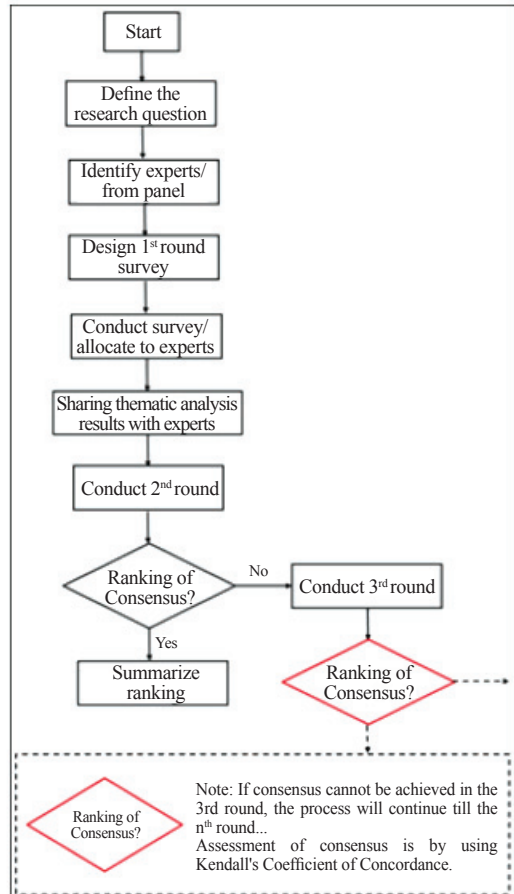 Start
Define the
research question
Identify experts/
from panel
Design 1st round
survey
Conduct survey/
allocate to experts
Sharing thematic analysis
results with experts
Conduct 2nd round
Ranking of
Consensus?
No
Conduct 3rd round
Yes
Summarize
ranking
Ranking of
Consensus?
Ranking of
Consensus?
Note: If consensus cannot be achieved in the
3rd round, the process will continue till the
nth round...
Assessment of consensus is by using
Kendall's Coefficient of Concordance.